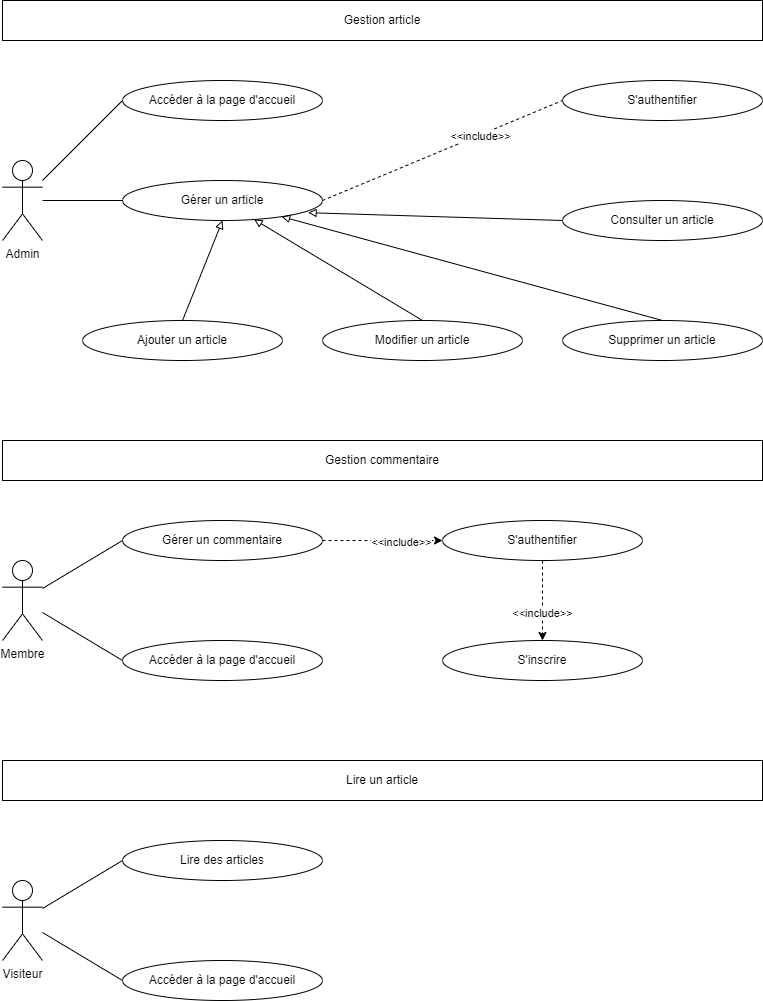 Gestion article
Accéder à la page d'accueil
S'authentifier
<<include>>
Gérer un article
Consulter un article
Admin
Ajouter un article
Modifier un article
Supprimer un article
Gestion commentaire
Gérer un commentaire
<<include>>
S'authentifier
<<include>>
Membre
Accéder à la page d'accueil
S'inscrire
Lire un article
Lire des articles
Visiteur
Accéder à la page d'accueil